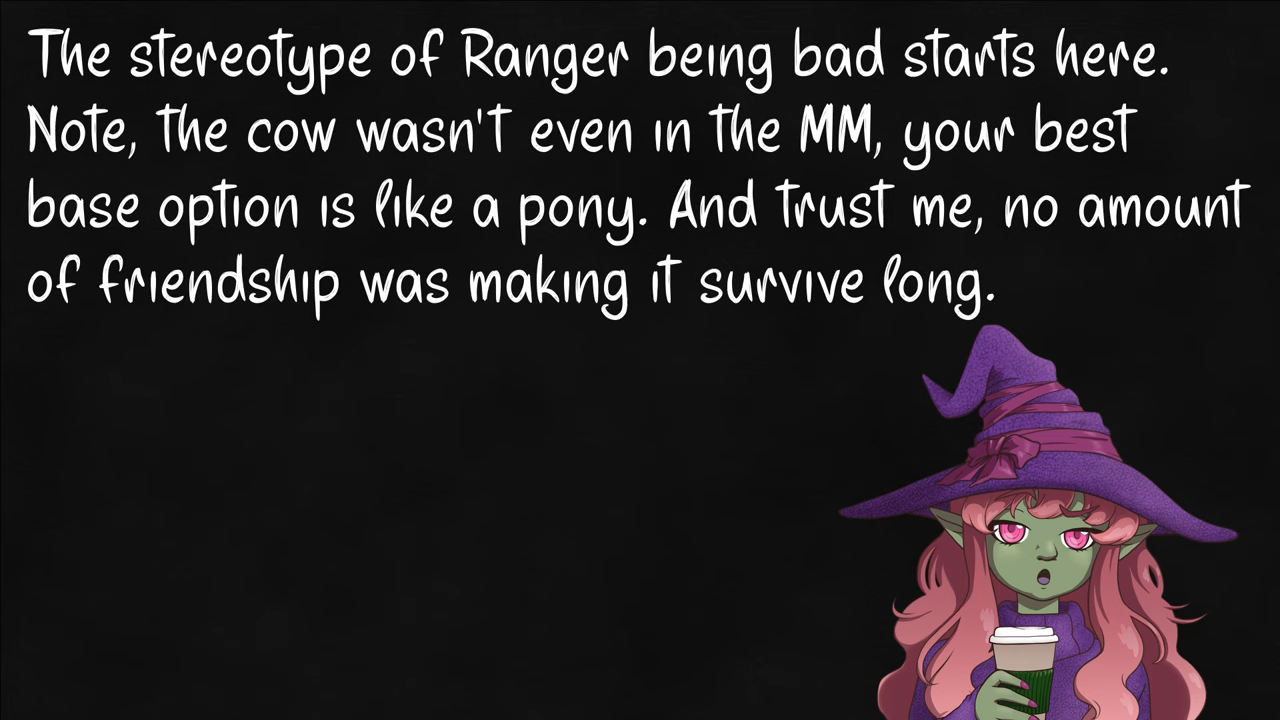 The stereotype of Ranger being bad starts here.
Note, the cow wasn't even in the MM, your best
base option is like a pony. And trust me, no amount
of friendship was making it survive long.